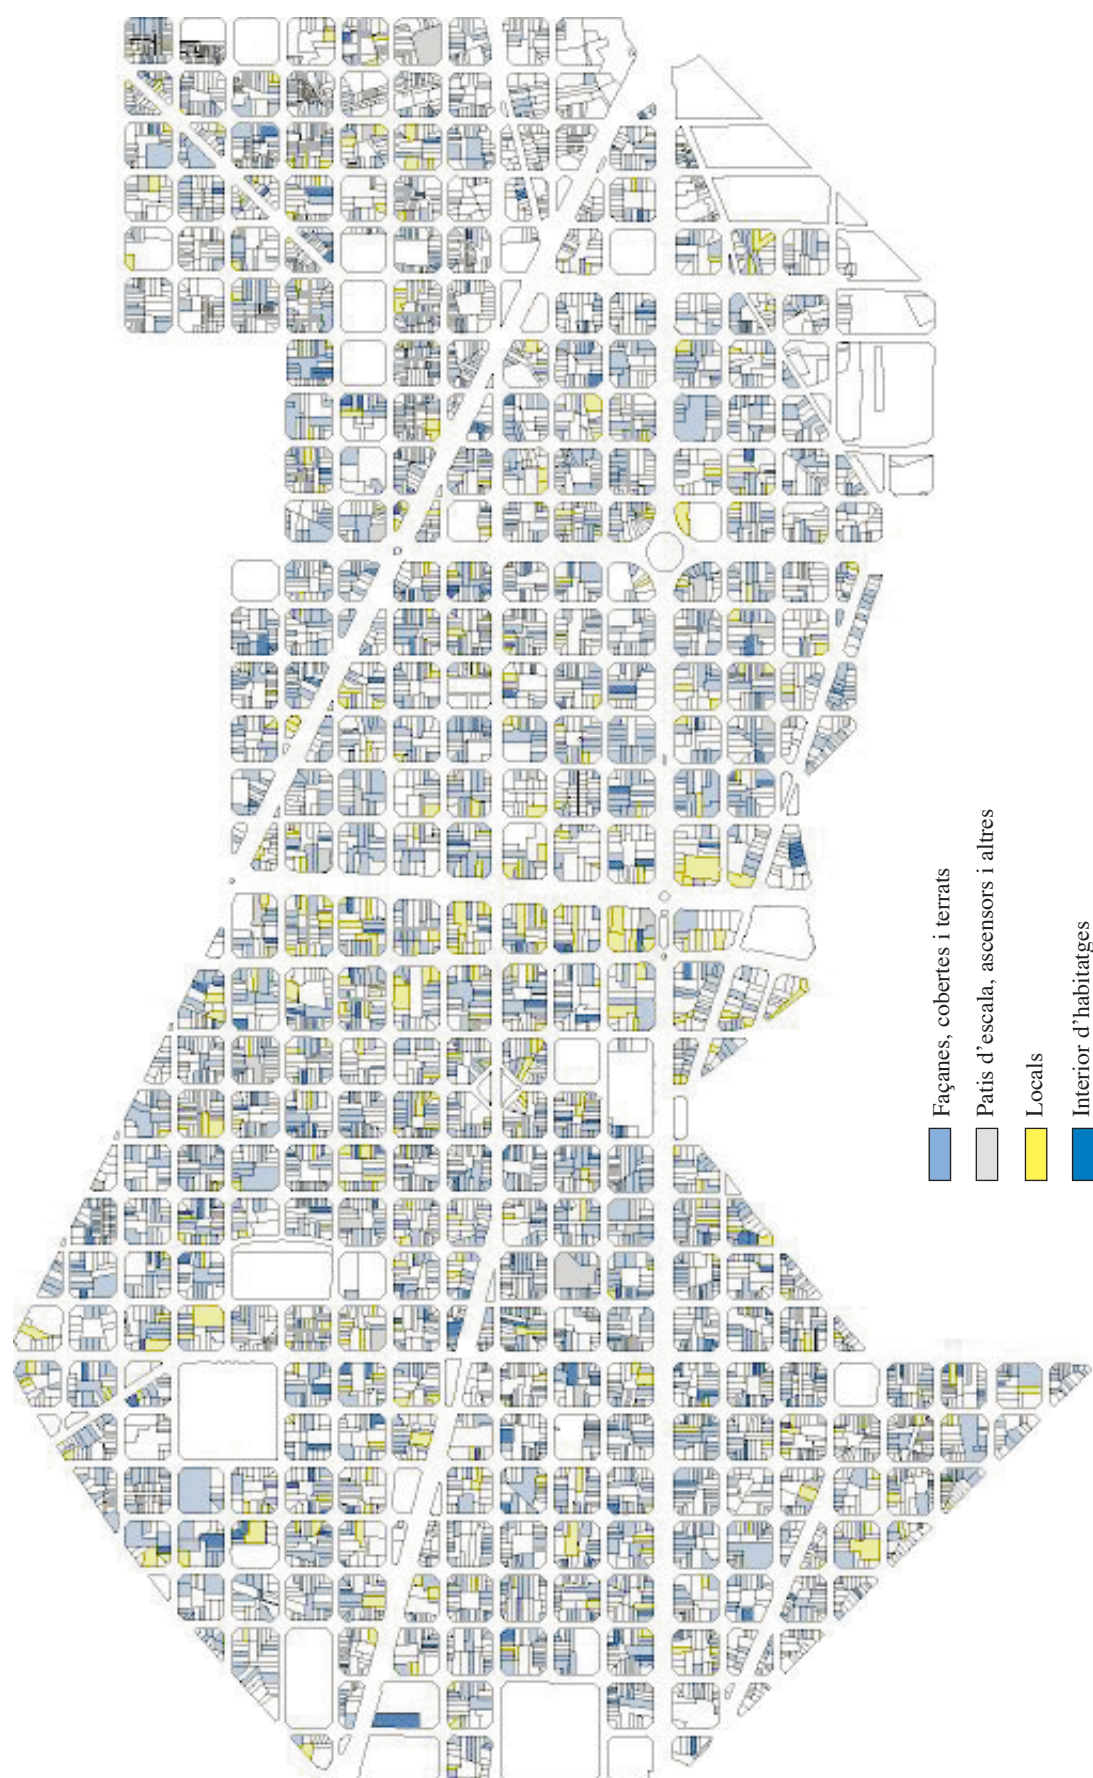 Façanes, cobertes i terrats
Patis d’escala, ascensors i altres
Locals
Interior d’habitatges